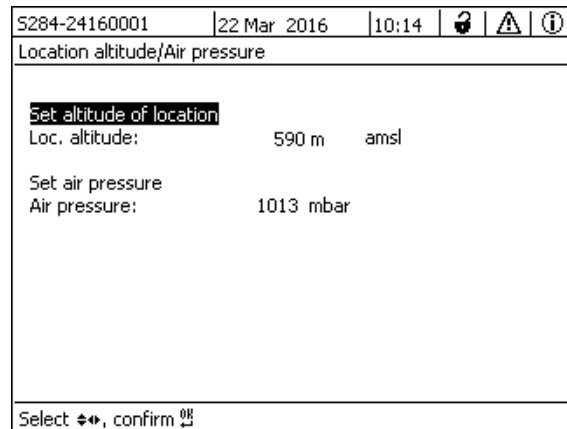 S284-24160001 22 Mar 2016 10:14
Location altitude/Air pressure
Set altitude of location
Loc. altitude: 590 m amsl
Set air pressure
Air pressure: 1013 mbar
Select , confirm OK